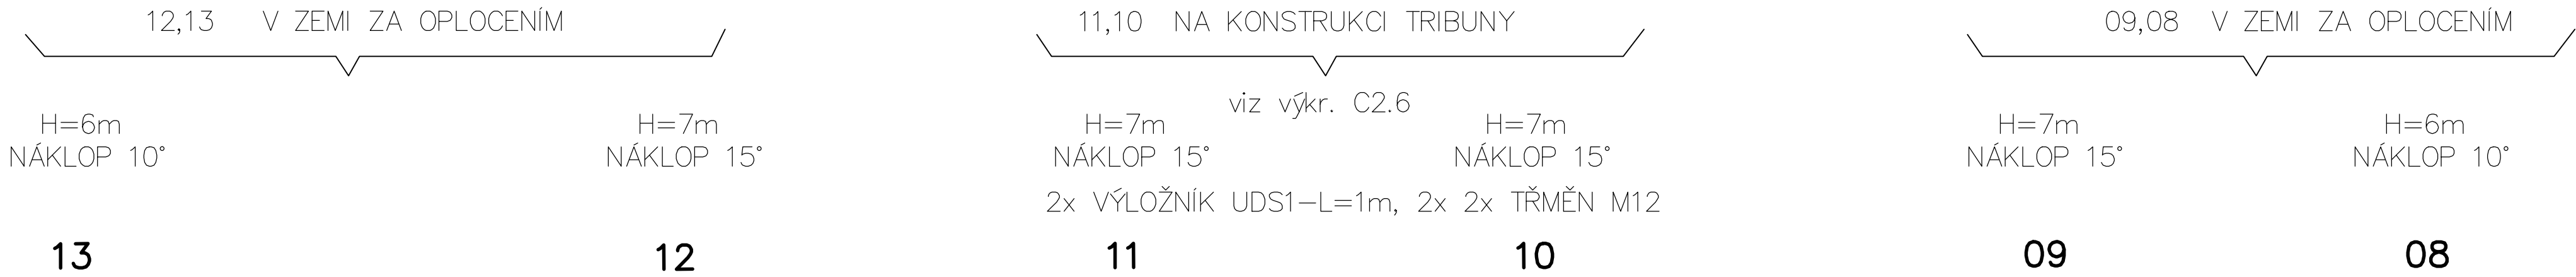 12,13 V ZEMI ZA OPLOCENÍM
11,10 NA KONSTRUKCI TRIBUNY
09,08 V ZEMI ZA OPLOCENÍM
viz výkr. C2.6
H=6m
NÁKLOP 10°
H=7m
NÁKLOP 15°
H=7m
NÁKLOP 15°
H=7m
NÁKLOP 15°
H=7m
NÁKLOP 15°
H=6m
NÁKLOP 10°
2x VÝLOŽNÍK UDS1-L=1m, 2x 2x TŘMĚN M12
13
12
11
10
09
08